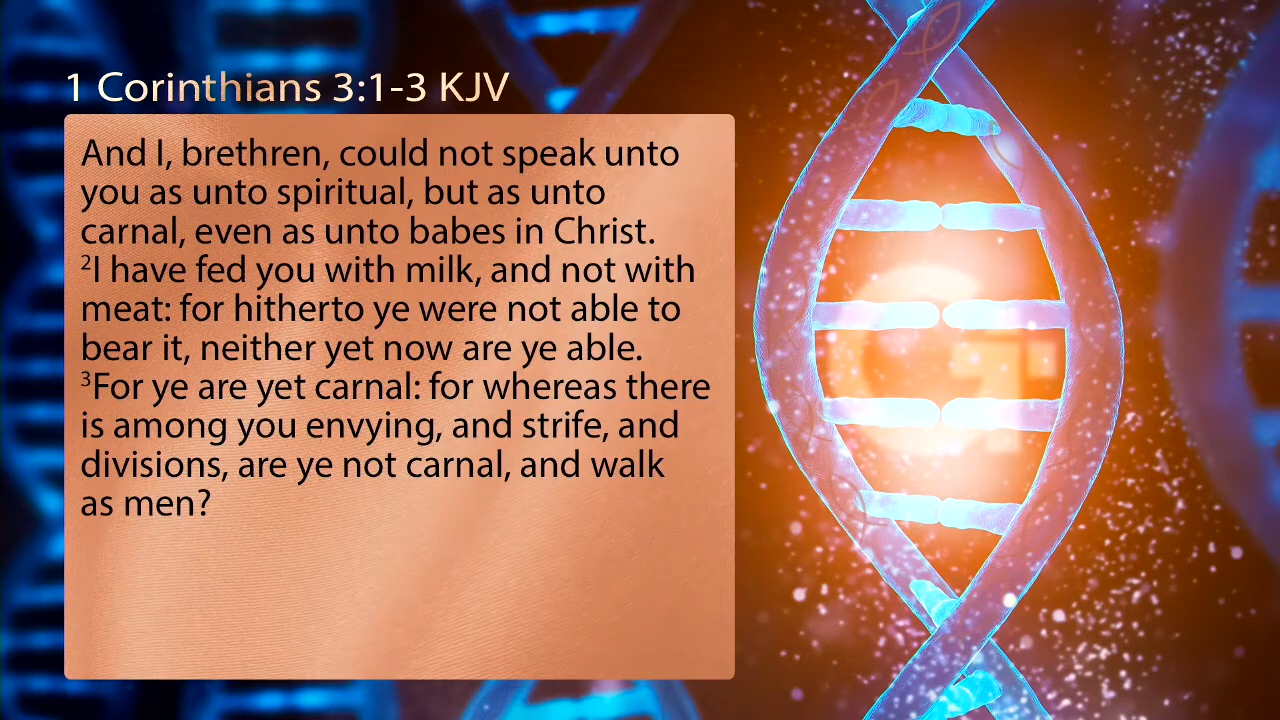 1 Corinthians 3:1-3 KJV
And I, brethren, could not speak unto
you as unto spiritual, but as unto
carnal, even as unto babes in Christ.
²I have fed you with milk, and not with
meat: for hitherto ye were not able to
bear it, neither yet now are ye able.
³For ye are yet carnal: for whereas there
is among you envying, and strife, and
divisions, are ye not carnal, and walk
as men?